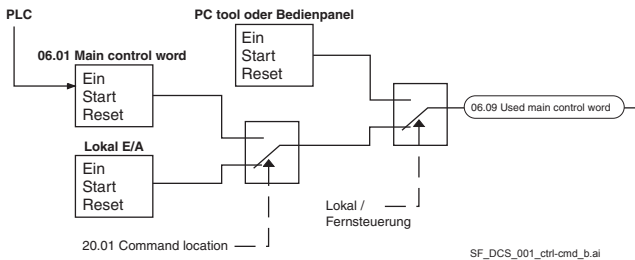 PLC
PC tool oder Bedienpanel
Ein
Start
Reset
06.01 Main control word
Ein
Start
Reset
06.09 Used main control word
Lokal E/A
Ein
Start
Reset
Lokal /
Fernsteuerung
20.01 Command location
SF_DCS_001_ctrl-cmd_b.ai